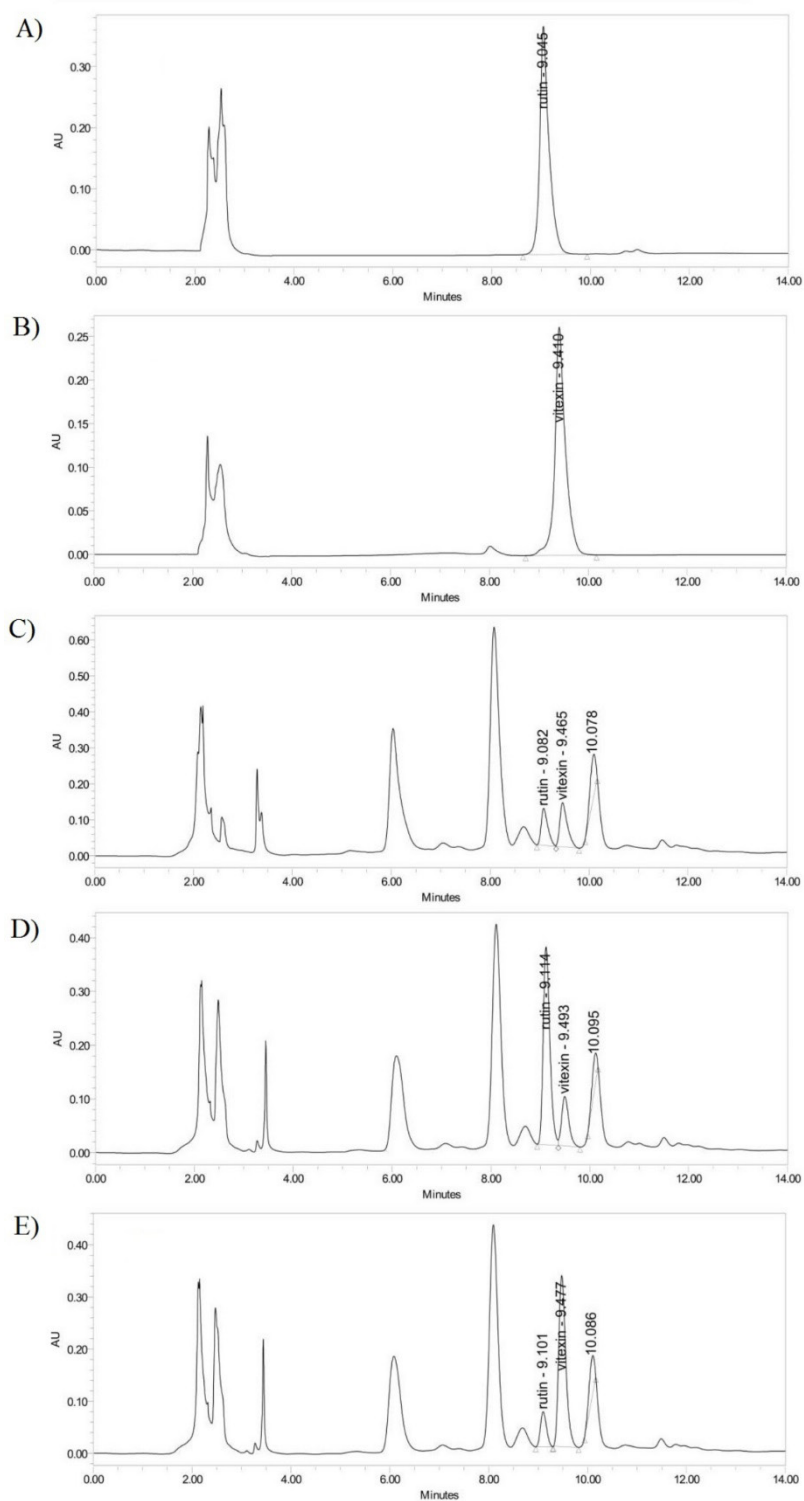 A)
rutin - 9.045
0.30
0.20
AU
0.10
0.00
0.00 2.00 4.00 6.00 8.00 10.00 12.00 14.00
Minutes
B)
vitexin - 9.410
0.25
0.20
0.15
AU
0.10
0.05
0.00
0.00 2.00 4.00 6.00 8.00 10.00 12.00 14.00
Minutes
C)
0.60
0.50
0.40
AU
0.30
0.20
0.10
0.00
rutin - 9.082
vitexin - 9.465
10.078
0.00 2.00 4.00 6.00 8.00 10.00 12.00 14.00
Minutes
D)
0.40
0.30
AU
0.20
0.10
0.00
rutin - 9.114
vitexin - 9.493
10.095
0.00 2.00 4.00 6.00 8.00 10.00 12.00 14.00
Minutes
E)
0.40
0.30
AU
0.20
0.10
0.00
rutin - 9.101
vitexin - 9.477
10.086
0.00 2.00 4.00 6.00 8.00 10.00 12.00 14.00
Minutes